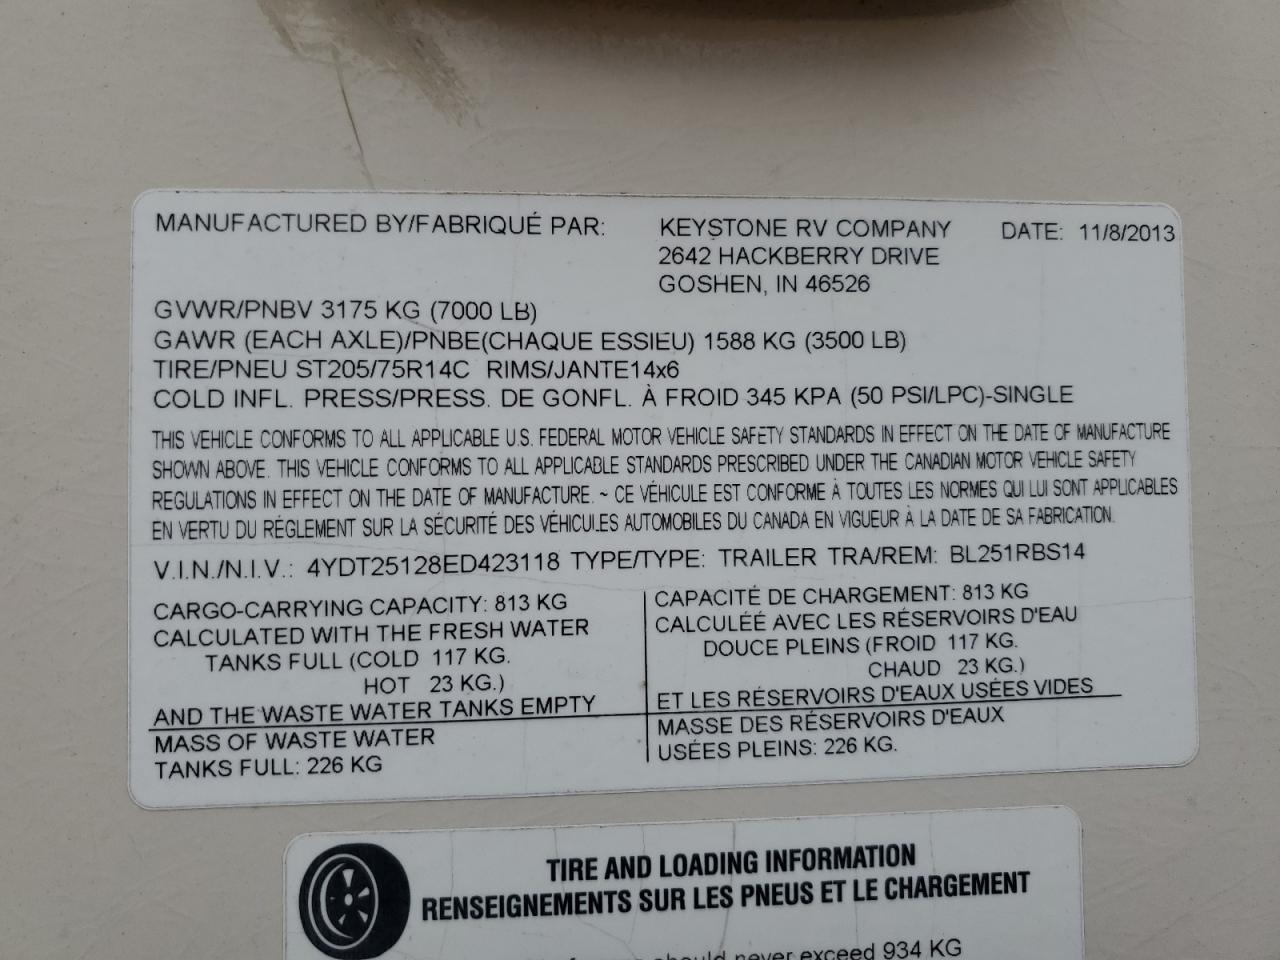 MANUFACTURED BY/FABRIQUÉ PAR: KEYSTONE RV COMPANY DATE: 11/8/2013
2642 HACKBERRY DRIVE
GOSHEN, IN 46526
GVWR/PNBV 3175 KG (7000 LB)
GAWR (EACH AXLE)/PNBE(CHAQUE ESSIEU) 1588 KG (3500 LB)
TIRE/PNEU ST205/75R14C RIMS/JANTE14x6
COLD INFL. PRESS/PRESS. DE GONFL. À FROID 345 KPA (50 PSI/LPC)-SINGLE
THIS VEHICLE CONFORMS TO ALL APPLICABLE U.S. FEDERAL MOTOR VEHICLE SAFETY STANDARDS IN EFFECT ON THE DATE OF MANUFACTURE
SHOWN ABOVE. THIS VEHICLE CONFORMS TO ALL APPLICABLE STANDARDS PRESCRIBED UNDER THE CANADIAN MOTOR VEHICLE SAFETY
REGULATIONS IN EFFECT ON THE DATE OF MANUFACTURE. ~ CE VÉHICULE EST CONFORME À TOUTES LES NORMES QUI LUI SONT APPLICABLES
EN VERTU DU RÉGLEMENT SUR LA SÉCURITÉ DES VÉHICULES AUTOMOBILES DU CANADA EN VIGUEUR À LA DATE DE SA FABRICATION.
V.I.N./N.I.V.: 4YDT25128ED423118 TYPE/TYPE: TRAILER TRA/REM: BL251RBS14
CARGO-CARRYING CAPACITY: 813 KG
CALCULATED WITH THE FRESH WATER
TANKS FULL (COLD 117 KG.
HOT 23 KG.)
AND THE WASTE WATER TANKS EMPTY
MASS OF WASTE WATER
TANKS FULL: 226 KG
CAPACITÉ DE CHARGEMENT: 813 KG
CALCULÉÉ AVEC LES RÉSERVOIRS D'EAU
DOUCE PLEINS (FROID 117 KG.
CHAUD 23 KG.)
ET LES RÉSERVOIRS D'EAUX USÉES VIDES
MASSE DES RÉSERVOIRS D'EAUX
USÉES PLEINS: 226 KG.
TIRE AND LOADING INFORMATION
RENSEIGNEMENTS SUR LES PNEUS ET LE CHARGEMENT
should never exceed 934 KG